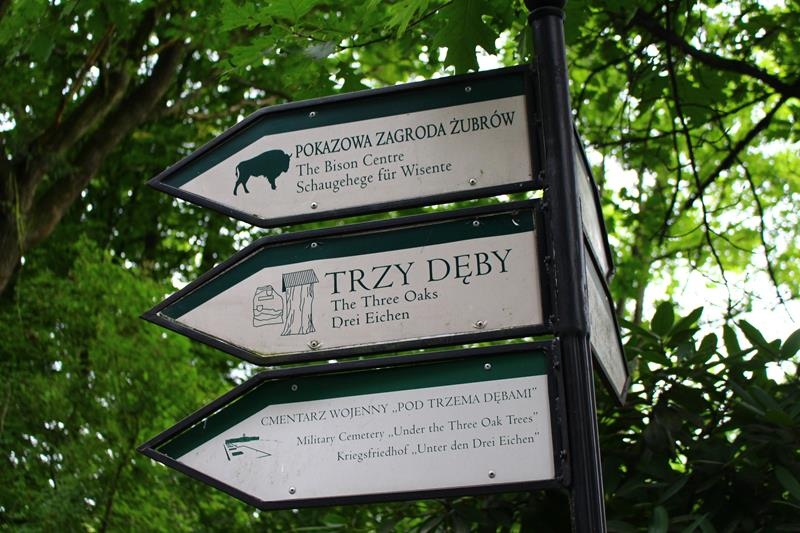 POKAZOWA ZAGRODA ŻUBRÓW
The Bison Centre
Schaugehege für Wisente
TRZY DĘBY
The Three Oaks
Drei Eichen
CMENTARZ WOJENNY „POD TRZEMA DĘBAMI”
Military Cemetery „Under the Three Oak Trees”
Kriegsfriedhof „Unter den Drei Eichen”